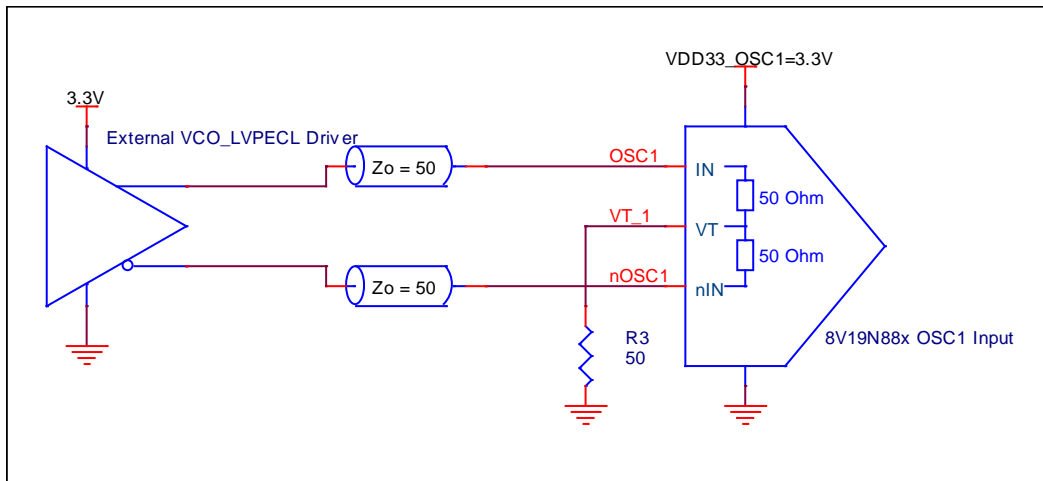 VDD33_OSC1=3.3V
3.3V
External VCO_LVPECL Driver
Zo = 50
OSC1
IN
50 Ohm
VT_1
VT
50 Ohm
Zo = 50
nOSC1
nIN
R3
50
8V19N88x OSC1 Input